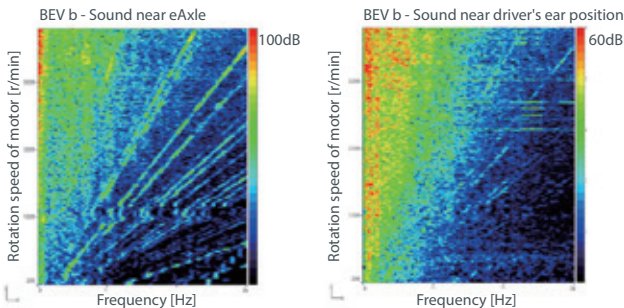 BEV b - Sound near eAxle
100dB
Rotation speed of motor [r/min]
Frequency [Hz]
BEV b - Sound near driver's ear position
60dB
Rotation speed of motor [r/min]
Frequency [Hz]